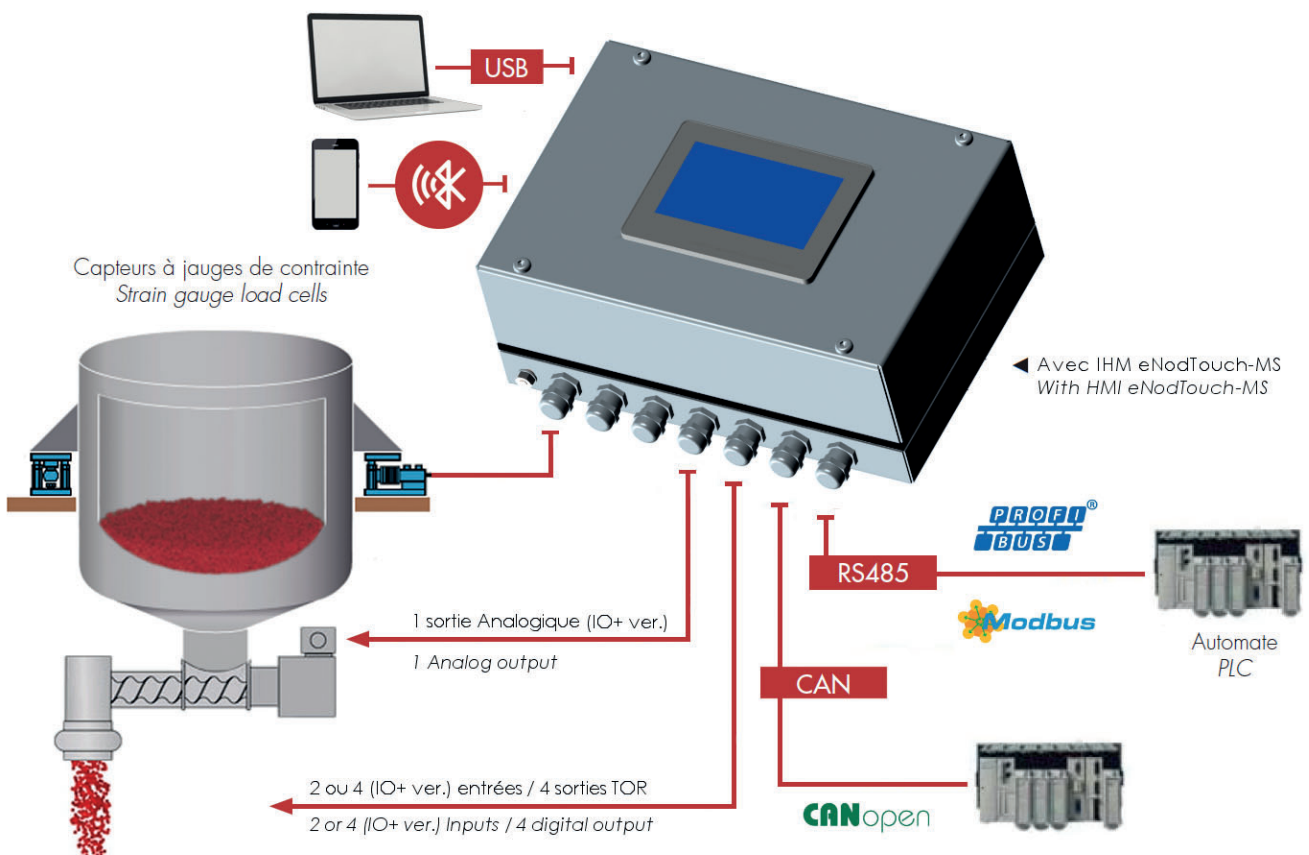 USB
Capteurs à jauges de contrainte
Strain gauge load cells
◄ Avec IHM eNodTouch-MS
With HMI eNodTouch-MS
PROFI®
BUS
RS485
Modbus
Automate
PLC
1 sortie Analogique (IO+ ver.)
1 Analog output
CAN
2 ou 4 (IO+ ver.) entrées / 4 sorties TOR
2 or 4 (IO+ ver.) Inputs / 4 digital output
CANopen